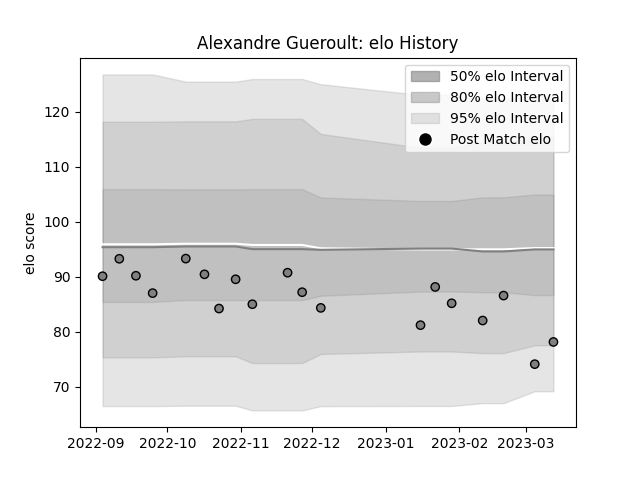 Alexandre Gueroult: elo History
50% elo Interval
80% elo Interval
95% elo Interval
Post Match elo
elo score
120
110
100
90
80
70
2022-09 2022-10 2022-11 2022-12 2023-01 2023-02 2023-03